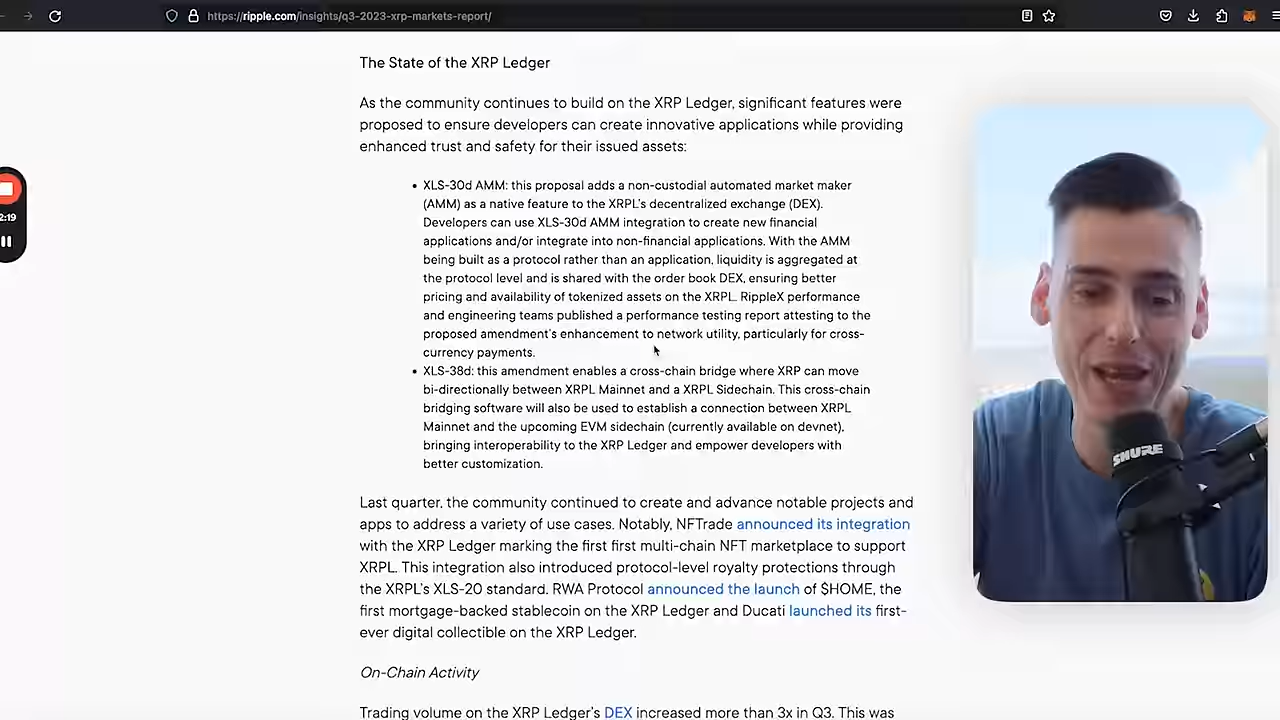 https://ripple.com/insights/q3-2023-xrp-markets-report/
The State of the XRP Ledger
As the community continues to build on the XRP Ledger, significant features were
proposed to ensure developers can create innovative applications while providing
enhanced trust and safety for their issued assets:
• XLS-30d AMM: this proposal adds a non-custodial automated market maker
(AMM) as a native feature to the XRPL's decentralized exchange (DEX).
Developers can use XLS-30d AMM integration to create new financial
applications and/or integrate into non-financial applications. With the AMM
being built as a protocol rather than an application, liquidity is aggregated at
the protocol level and is shared with the order book DEX, ensuring better
pricing and availability of tokenized assets on the XRPL. RippleX performance
and engineering teams published a performance testing report attesting to the
proposed amendment's enhancement to network utility, particularly for cross-
currency payments.
• XLS-38d: this amendment enables a cross-chain bridge where XRP can move
bi-directionally between XRPL Mainnet and a XRPL Sidechain. This cross-chain
bridging software will also be used to establish a connection between XRPL
Mainnet and the upcoming EVM sidechain (currently available on devnet),
bringing interoperability to the XRP Ledger and empower developers with
better customization.
2:19
SHURE
Last quarter, the community continued to create and advance notable projects and
apps to address a variety of use cases. Notably, NFTrade announced its integration
with the XRP Ledger marking the first first multi-chain NFT marketplace to support
XRPL. This integration also introduced protocol-level royalty protections through
the XRPL's XLS-20 standard. RWA Protocol announced the launch of $HOME, the
first mortgage-backed stablecoin on the XRP Ledger and Ducati launched its first-
ever digital collectible on the XRP Ledger.
On-Chain Activity
Trading volume on the XRP Ledger's DEX increased more than 3x in Q3. This was